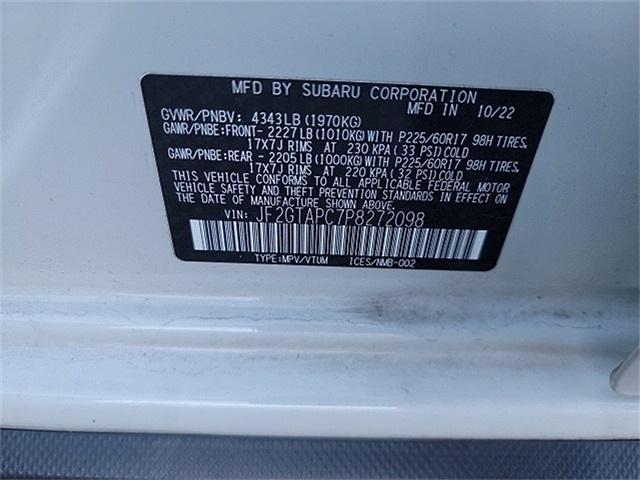 MFD BY SUBARU CORPORATION
MFD IN 10/22
GVWR/PNBV: 4343LB (1970KG)
GAWR/PNBE:FRONT- 2227LB (1010KG) WITH P225/60R17 98H TIRES,
17X7J RIMS AT 230 KPA ( 33 PSI) COLD
GAWR/PNBE:REAR - 2205LB (1000KG) WITH P225/60R17 98H TIRES,
17X7J RIMS AT 220 KPA ( 32 PSI) COLD
THIS VEHICLE CONFORMS TO ALL APPLICABLE FEDERAL MOTOR
VEHICLE SAFETY AND THEFT PREVENTION STANDARDS IN EFFECT ON
THE DATE OF MANUFACTURE SHOWN ABOVE.
VIN: JF2GTAPC7P8272098
TYPE:MPV/VTUM ICES/NMB-002